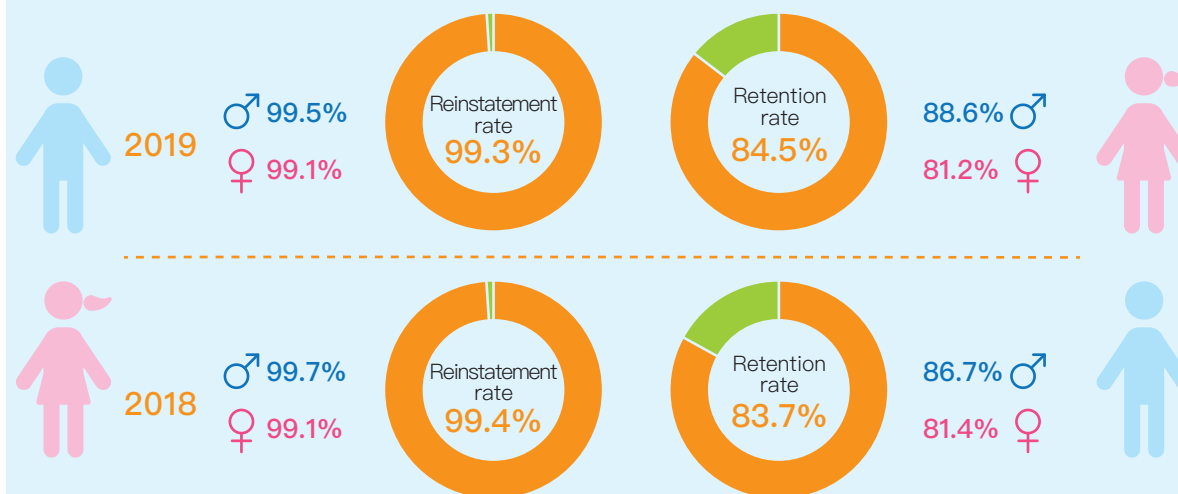 2019
♂ 99.5%
♀ 99.1%
Reinstatement
rate
99.3%
Retention
rate
84.5%
88.6% ♂
81.2% ♀
2018
♂ 99.7%
♀ 99.1%
Reinstatement
rate
99.4%
Retention
rate
83.7%
86.7% ♂
81.4% ♀